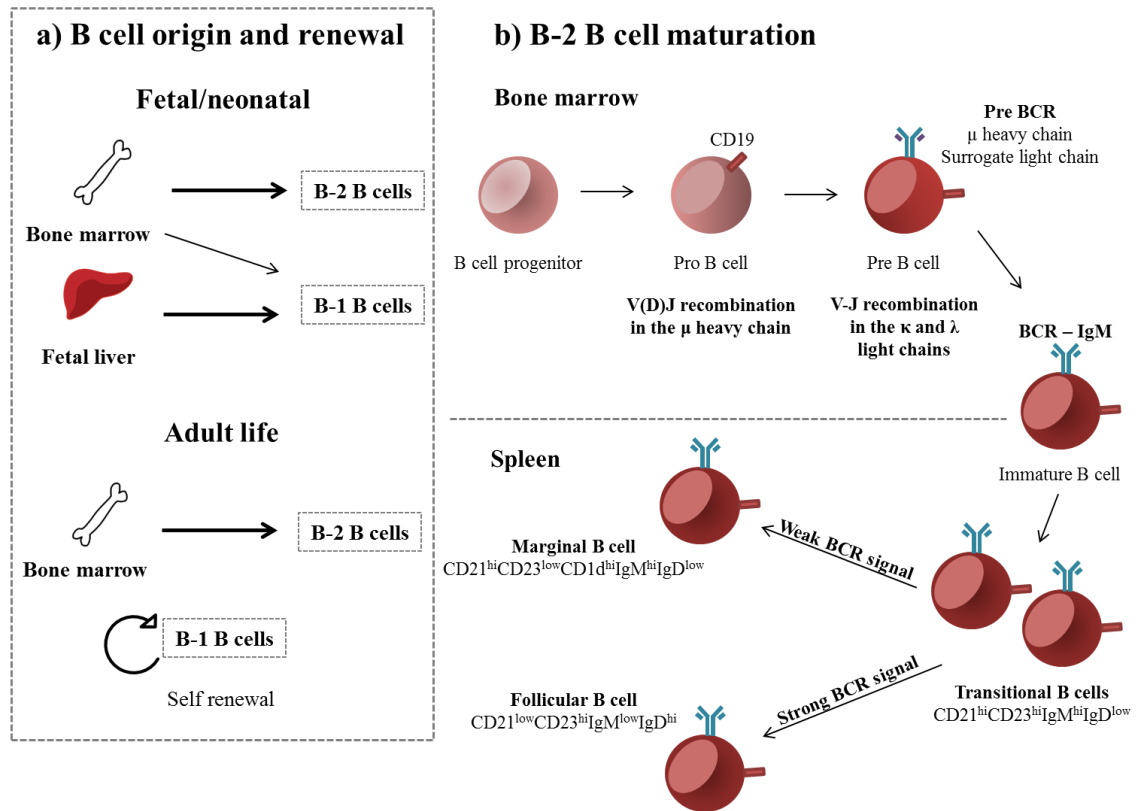 a) B cell origin and renewal
Fetal/neonatal
B-2 B cells
Bone marrow
B-1 B cells
Fetal liver
Adult life
B-2 B cells
Bone marrow
B-1 B cells
Self renewal
b) B-2 B cell maturation
Bone marrow
Pre BCR
μ heavy chain
Surrogate light chain
CD19
B cell progenitor
Pro B cell
Pre B cell
V(D)J recombination
in the μ heavy chain
V-J recombination
in the κ and λ
light chains
BCR – IgM
Immature B cell
Spleen
Weak BCR signal
Marginal B cell
CD21hiCD23lowCD1dhiIgMhiIgDlow
Strong BCR signal
Follicular B cell
CD21lowCD23hiIgMlowIgDhi
Transitional B cells
CD21hiCD23hiIgMhiIgDlow